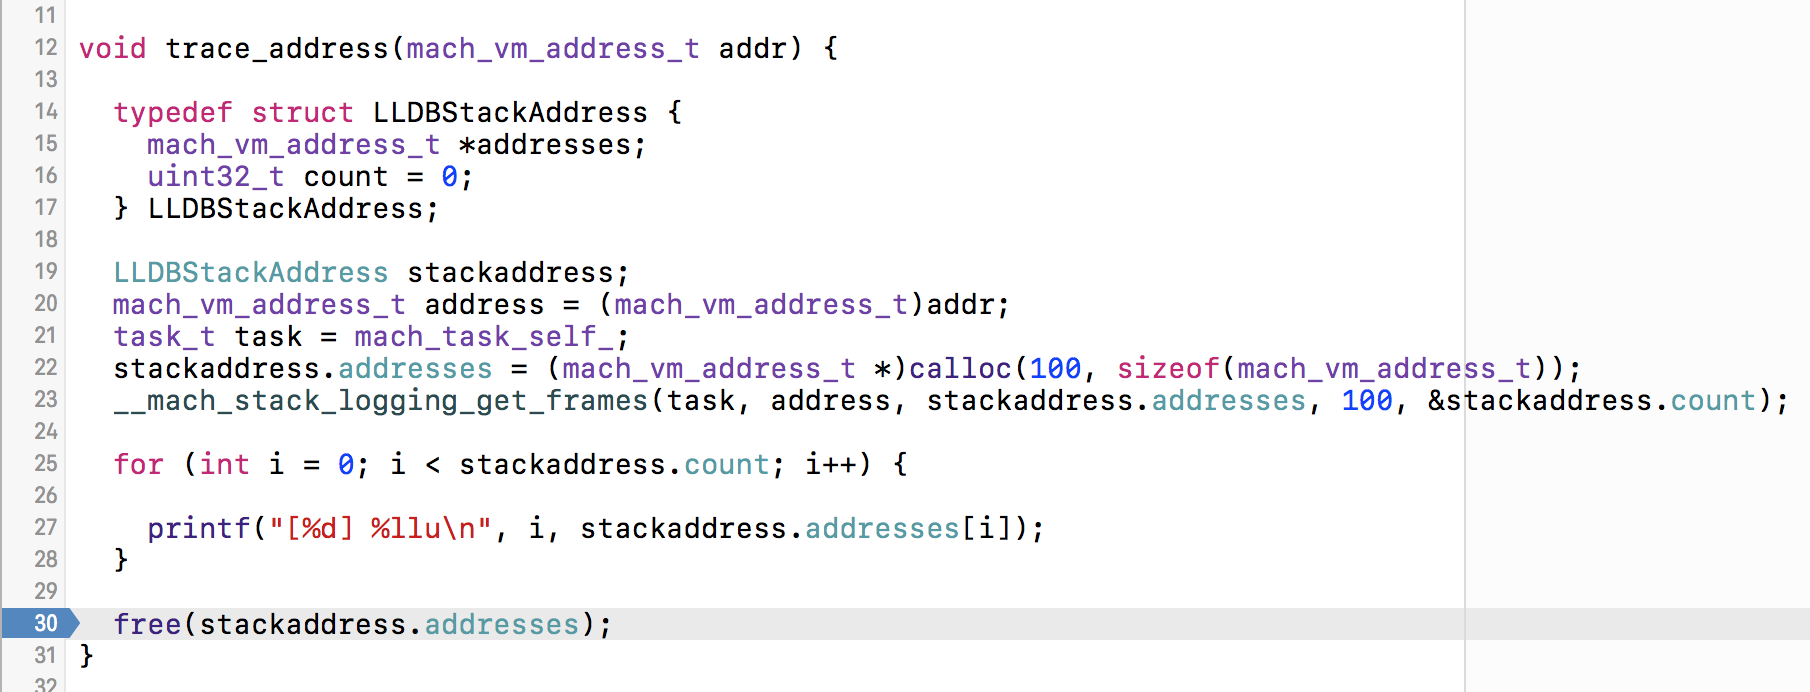 11
12 void trace_address(mach_vm_address_t addr) {
13
14   typedef struct LLDBStackAddress {
15     mach_vm_address_t *addresses;
16     uint32_t count = 0;
17   } LLDBStackAddress;
18
19   LLDBStackAddress stackaddress;
20   mach_vm_address_t address = (mach_vm_address_t)addr;
21   task_t task = mach_task_self_;
22   stackaddress.addresses = (mach_vm_address_t *)calloc(100, sizeof(mach_vm_address_t));
23   __mach_stack_logging_get_frames(task, address, stackaddress.addresses, 100, &stackaddress.count);
24
25   for (int i = 0; i < stackaddress.count; i++) {
26
27     printf("[%d] %llu\n", i, stackaddress.addresses[i]);
28   }
29
30   free(stackaddress.addresses);
31 }
32